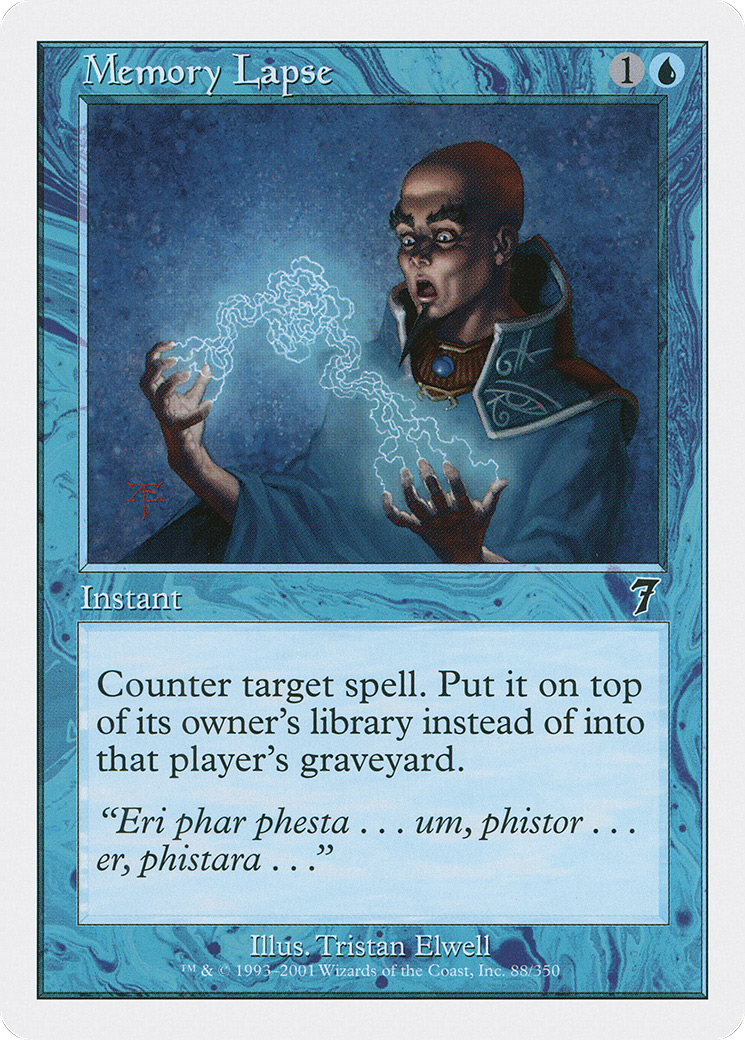 Memory Lapse
1
Instant
7
Counter target spell. Put it on top
of its owner's library instead of into
that player's graveyard.
“Eri phar phesta . . . um, phistor . . .
er, phistara . . .”
Illus. Tristan Elwell
™ & © 1993–2001 Wizards of the Coast, Inc. 88/350